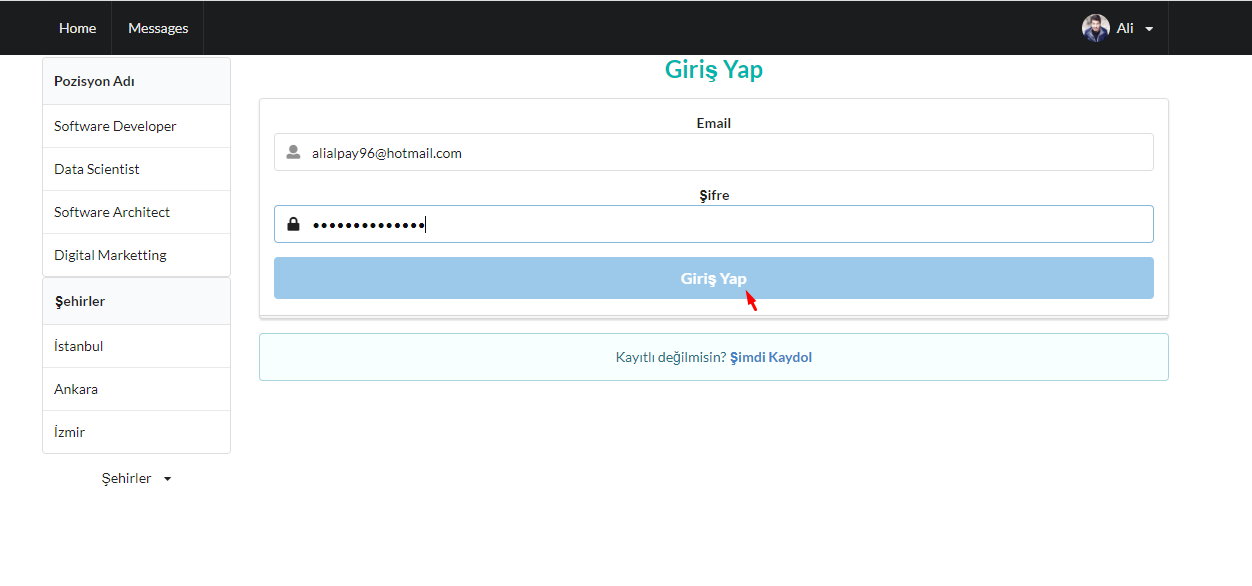 Home Messages Ali
Pozisyon Adı
Software Developer
Data Scientist
Software Architect
Digital Marketting
Şehirler
İstanbul
Ankara
İzmir
Şehirler
Giriş Yap
Email
alialpay96@hotmail.com
Şifre
••••••••••••••
Giriş Yap
Kayıtlı değilmisin? Şimdi Kaydol